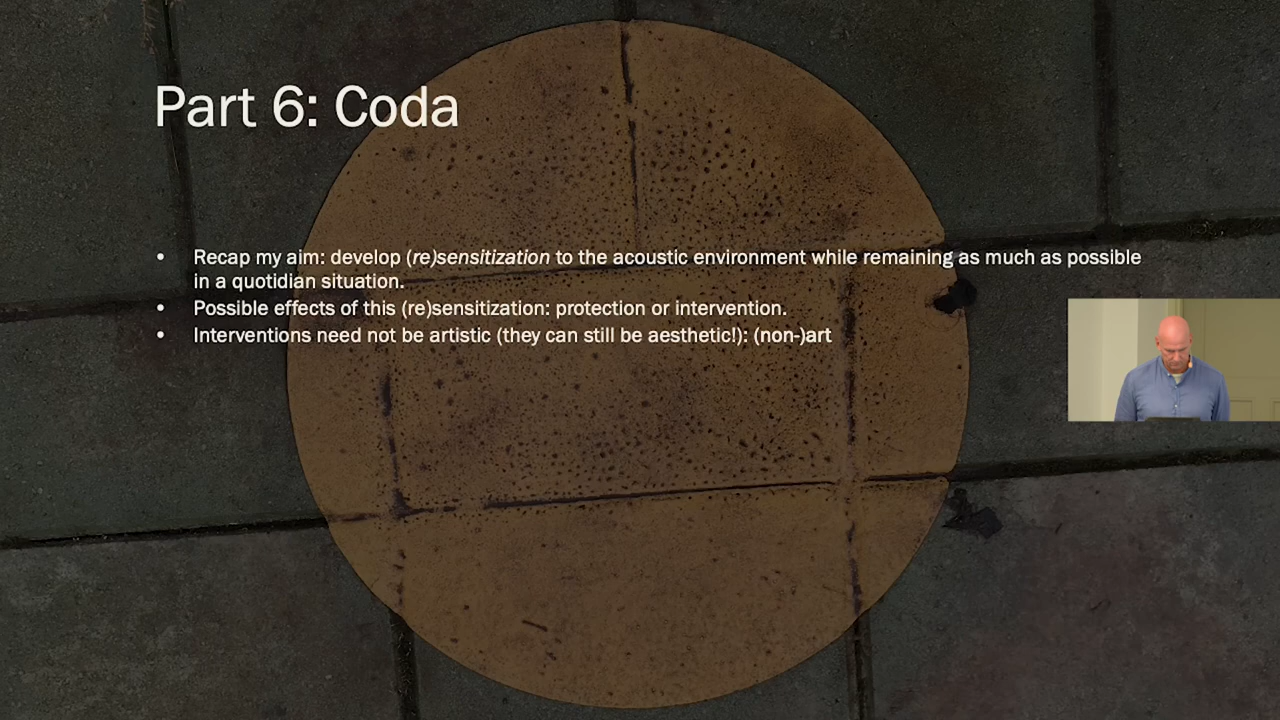 Part 6: Coda
• Recap my aim: develop (re)sensitization to the acoustic environment while remaining as much as possible
in a quotidian situation.
• Possible effects of this (re)sensitization: protection or intervention.
• Interventions need not be artistic (they can still be aesthetic!): (non-)art